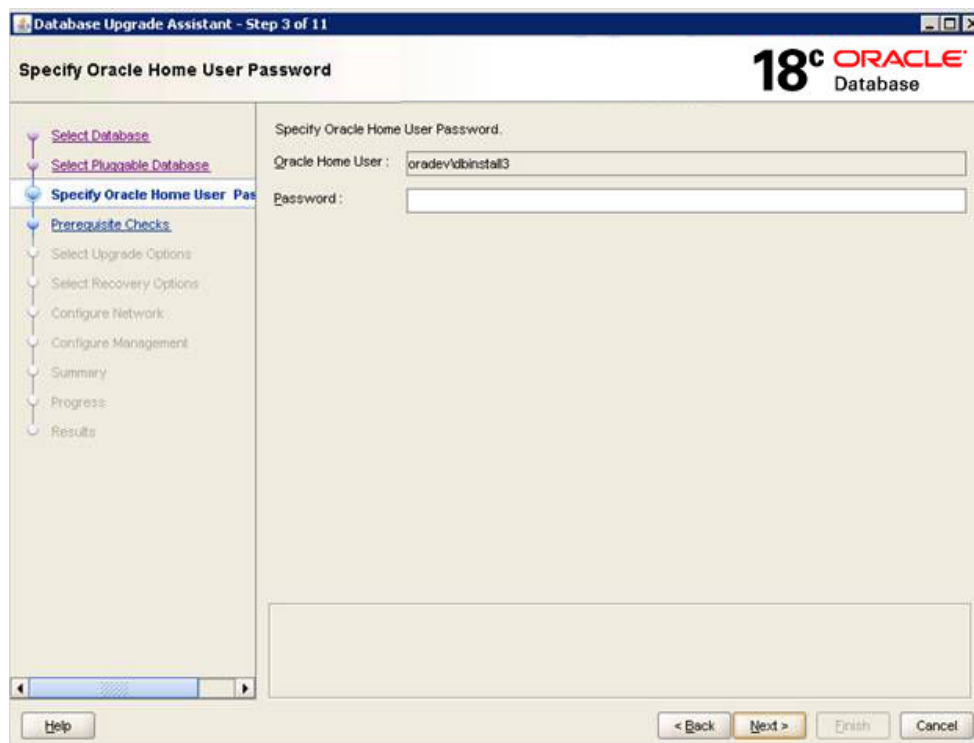 Database Upgrade Assistant - Step 3 of 11
Specify Oracle Home User Password
18c ORACLE Database
Select Database
Select Pluggable Database
Specify Oracle Home User Pas
Prerequisite Checks
Select Upgrade Options
Select Recovery Options
Configure Network
Configure Management
Summary
Progress
Results
Specify Oracle Home User Password.
Oracle Home User : oradev\dbinstall3
Password :
Help
< Back Next > Finish Cancel